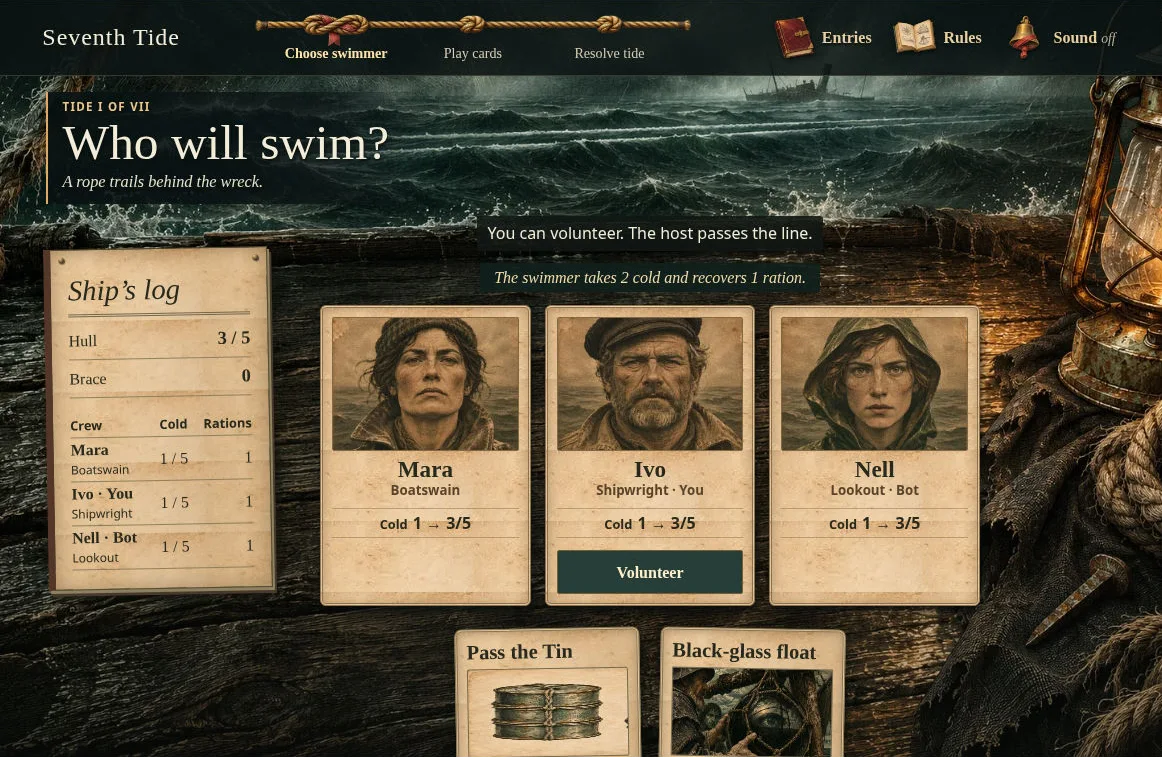 Seventh Tide
Choose swimmer
Play cards
Resolve tide
Entries
Rules
Sound off
TIDE I OF VII
Who will swim?
A rope trails behind the wreck.
You can volunteer. The host passes the line.
The swimmer takes 2 cold and recovers 1 ration.
Ship’s log
Hull 3 / 5
Brace 0
Crew Cold Rations
Mara
Boatswain 1 / 5 1
Ivo · You
Shipwright 1 / 5 1
Nell · Bot
Lookout 1 / 5 1
Mara
Boatswain
Cold 1 → 3/5
Ivo
Shipwright · You
Cold 1 → 3/5
Volunteer
Nell
Lookout · Bot
Cold 1 → 3/5
Pass the Tin
Black-glass float